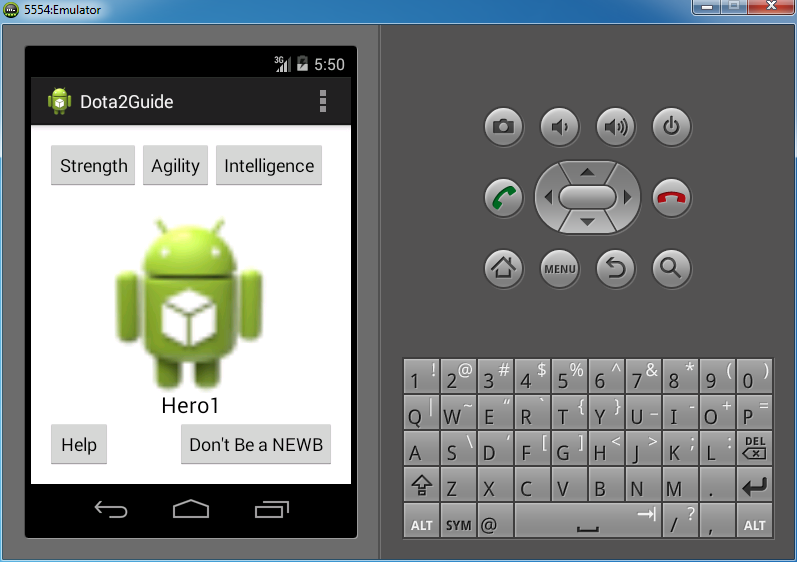 5554:Emulator
3G 5:50
Dota2Guide
Strength Agility Intelligence
Hero1
Help Don't Be a NEWB
MENU
1 ! 2 @ 3 # 4 $ 5 % 6 ^ 7 & 8 * 9 ( 0 )
Q | W ~ E “ R ` T { Y } U _ I - O + P =
A S \ D ‘ F [ G ] H < J > K ; L : DEL
Z X C V B N M .
ALT SYM @ / ? , ALT